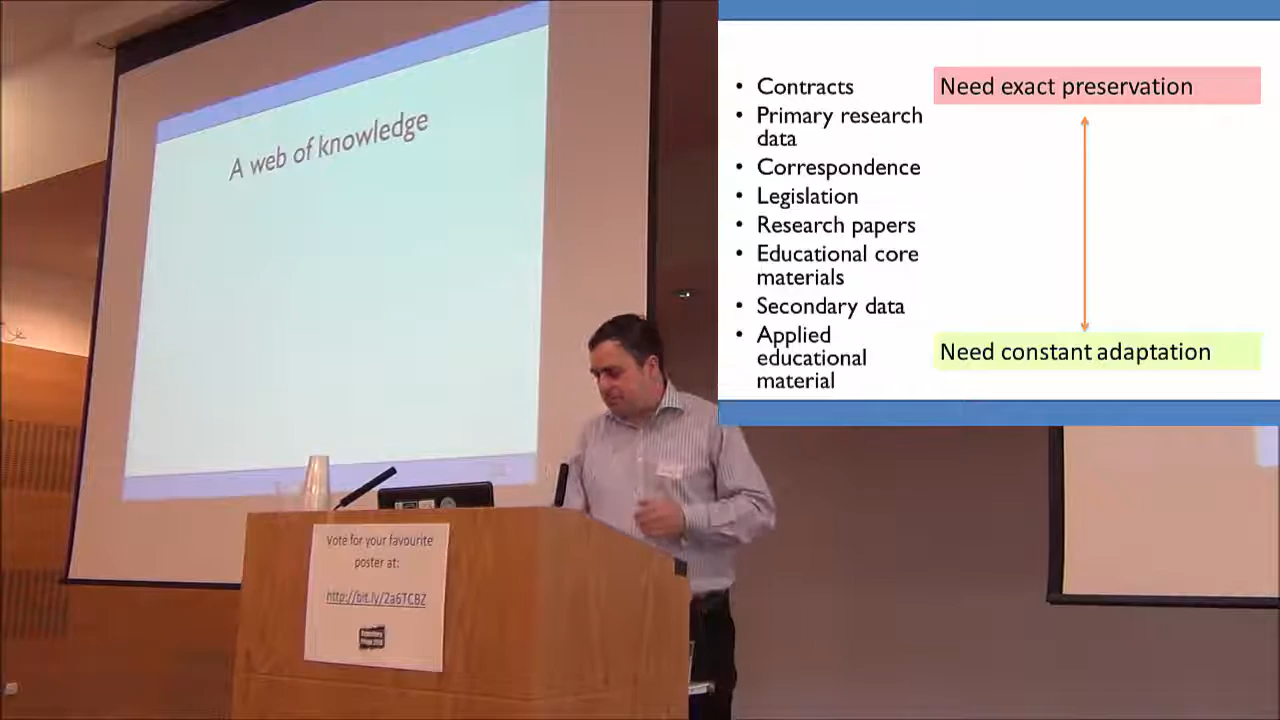 A web of knowledge
• Contracts
• Primary research
data
• Correspondence
• Legislation
• Research papers
• Educational core
materials
• Secondary data
• Applied
educational
material
Need exact preservation
Need constant adaptation
Vote for your favourite
poster at:
http://bit.ly/2a6TCBZ